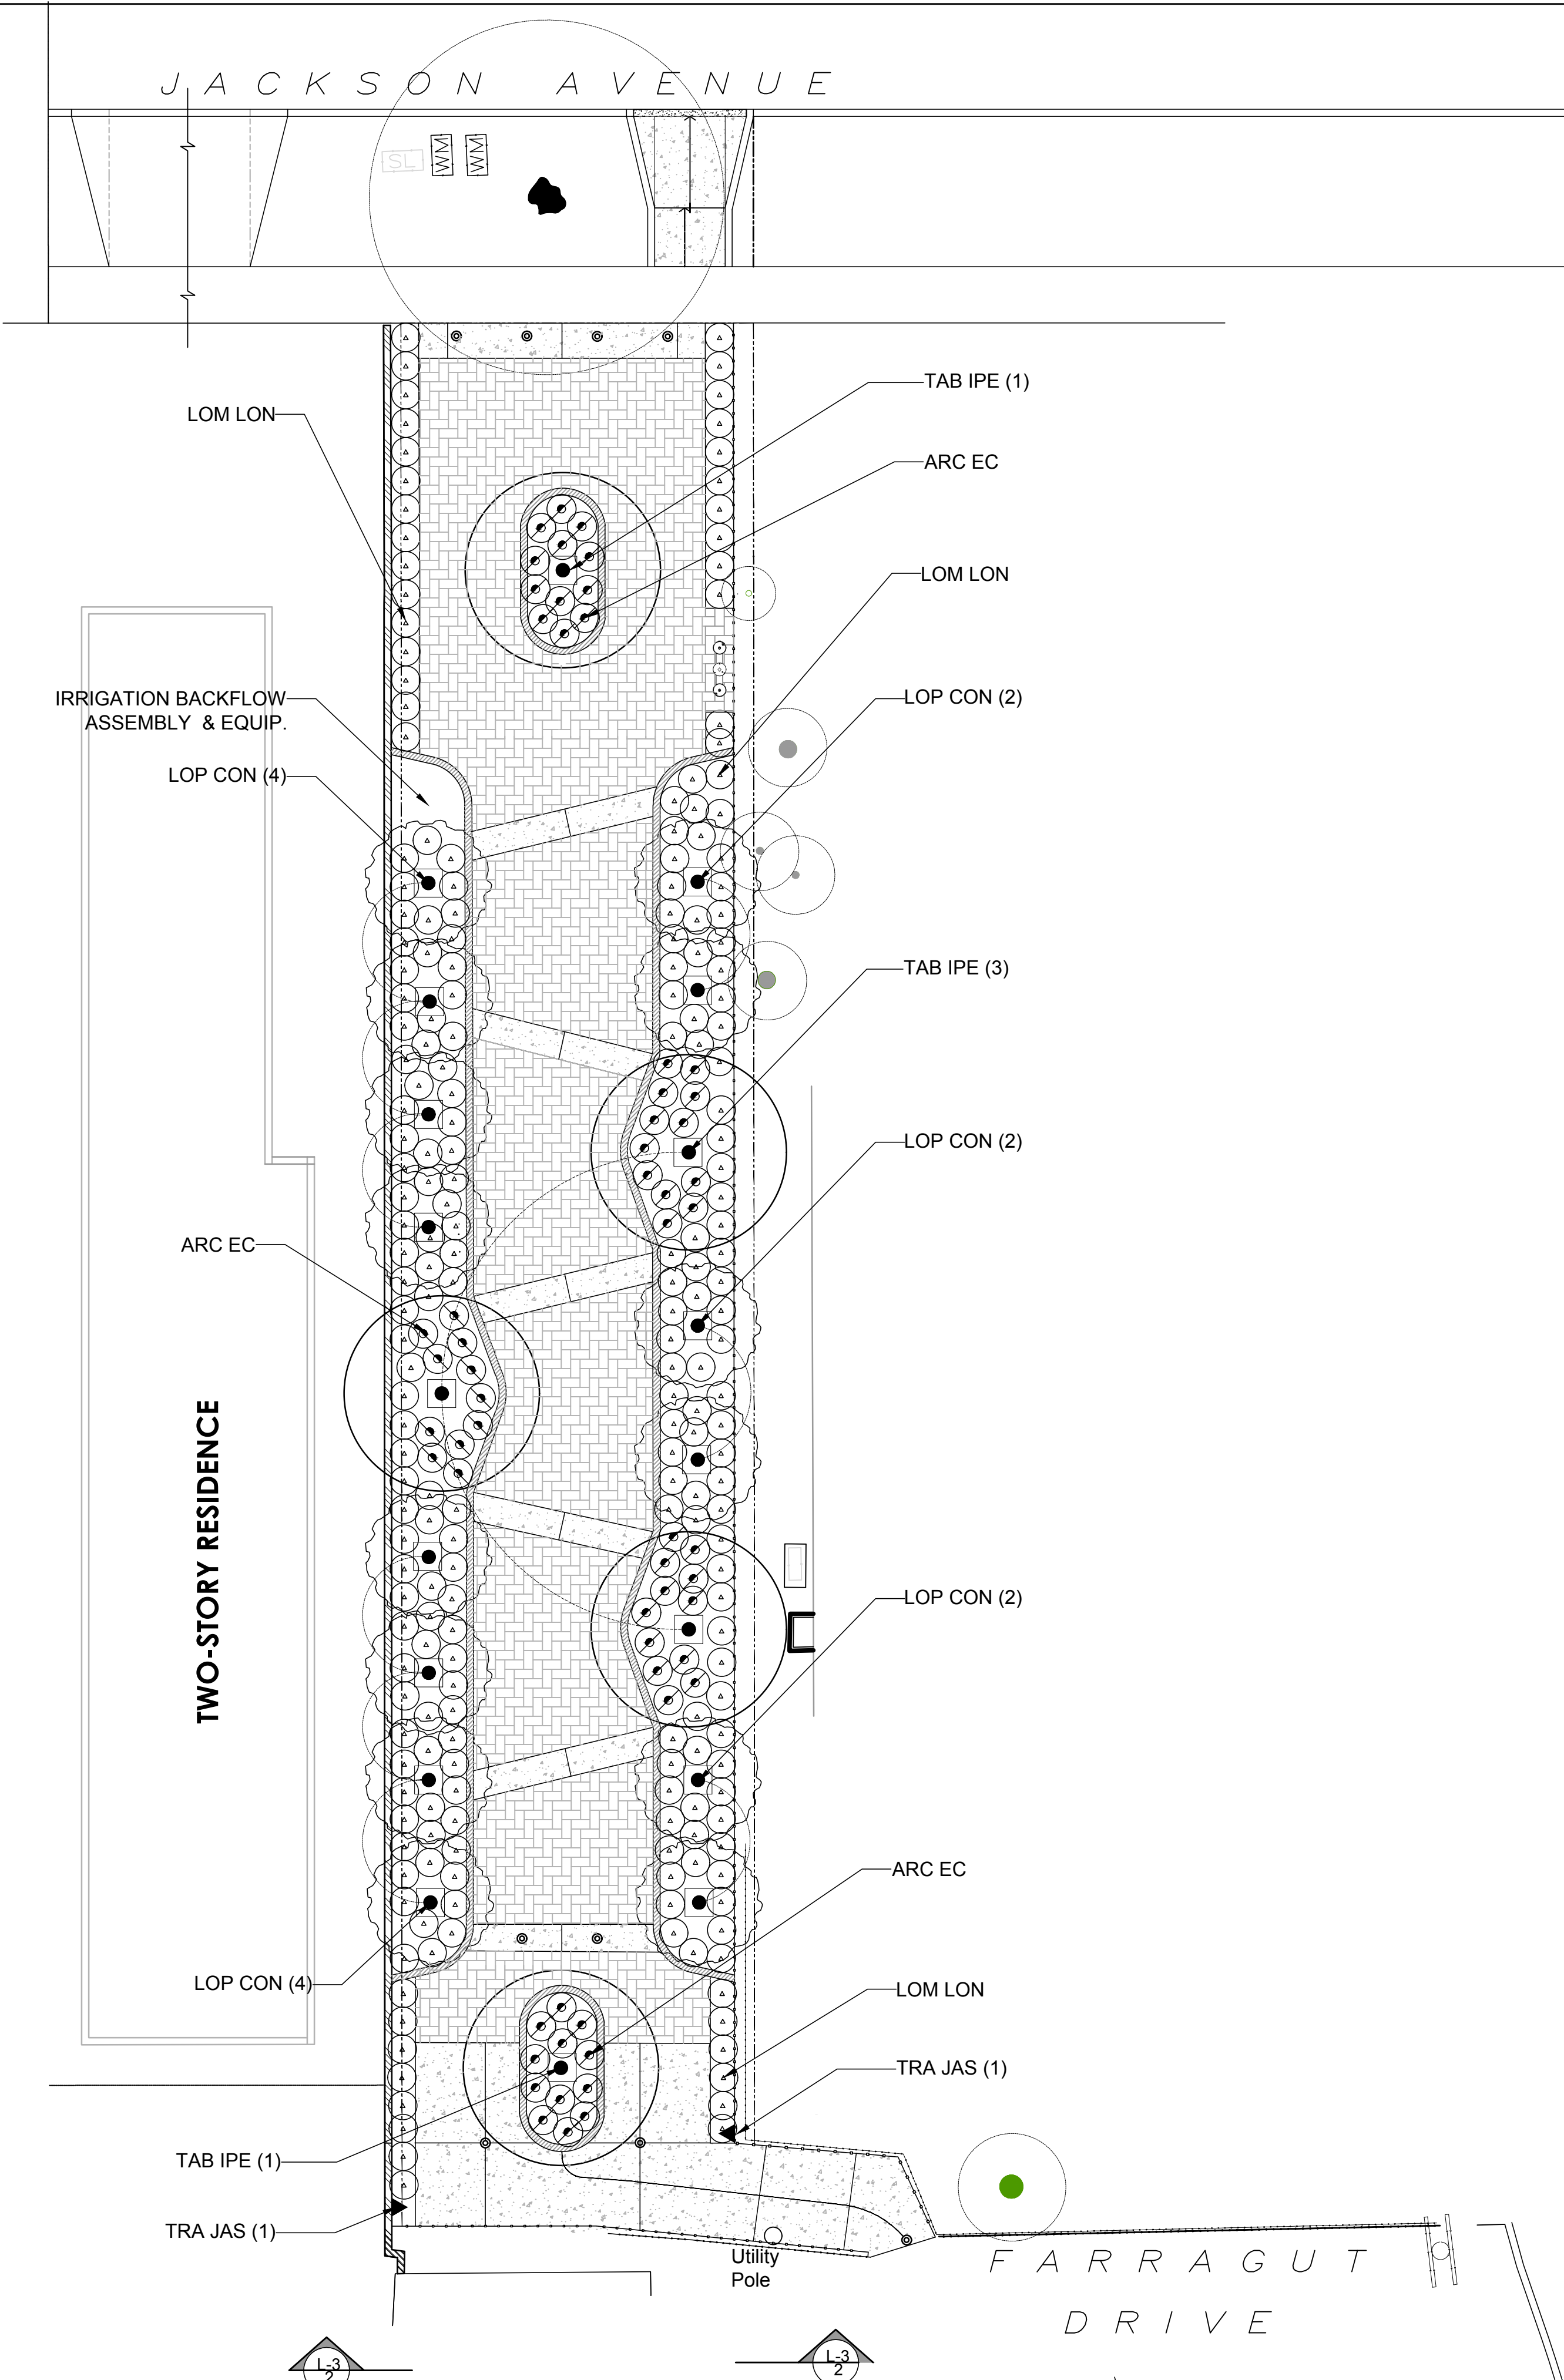 JACKSON AVENUE
SL
WM
WM
TAB IPE (1)
LOM LON
ARC EC
LOM LON
IRRIGATION BACKFLOW
ASSEMBLY & EQUIP.
LOP CON (2)
LOP CON (4)
TAB IPE (3)
LOP CON (2)
ARC EC
TWO-STORY RESIDENCE
LOP CON (2)
ARC EC
LOP CON (4)
LOM LON
TRA JAS (1)
TAB IPE (1)
TRA JAS (1)
Utility
Pole
FARRAGUT
DRIVE
L-3
2
L-3
2